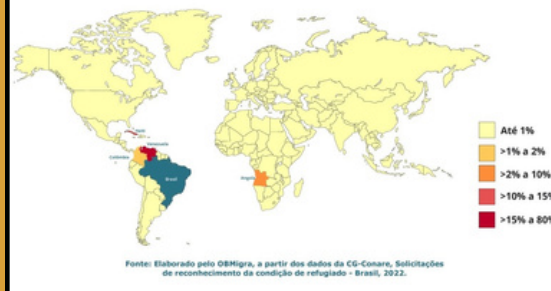 Cuba
Venezuela
Colômbia
Brasil
Angola
Até 1%
>1% a 2%
>2% a 10%
>10% a 15%
>15% a 80%
Fonte: Elaborado pelo OBMigra, a partir dos dados da CG-Conare, Solicitações
de reconhecimento da condição de refugiado - Brasil, 2022.